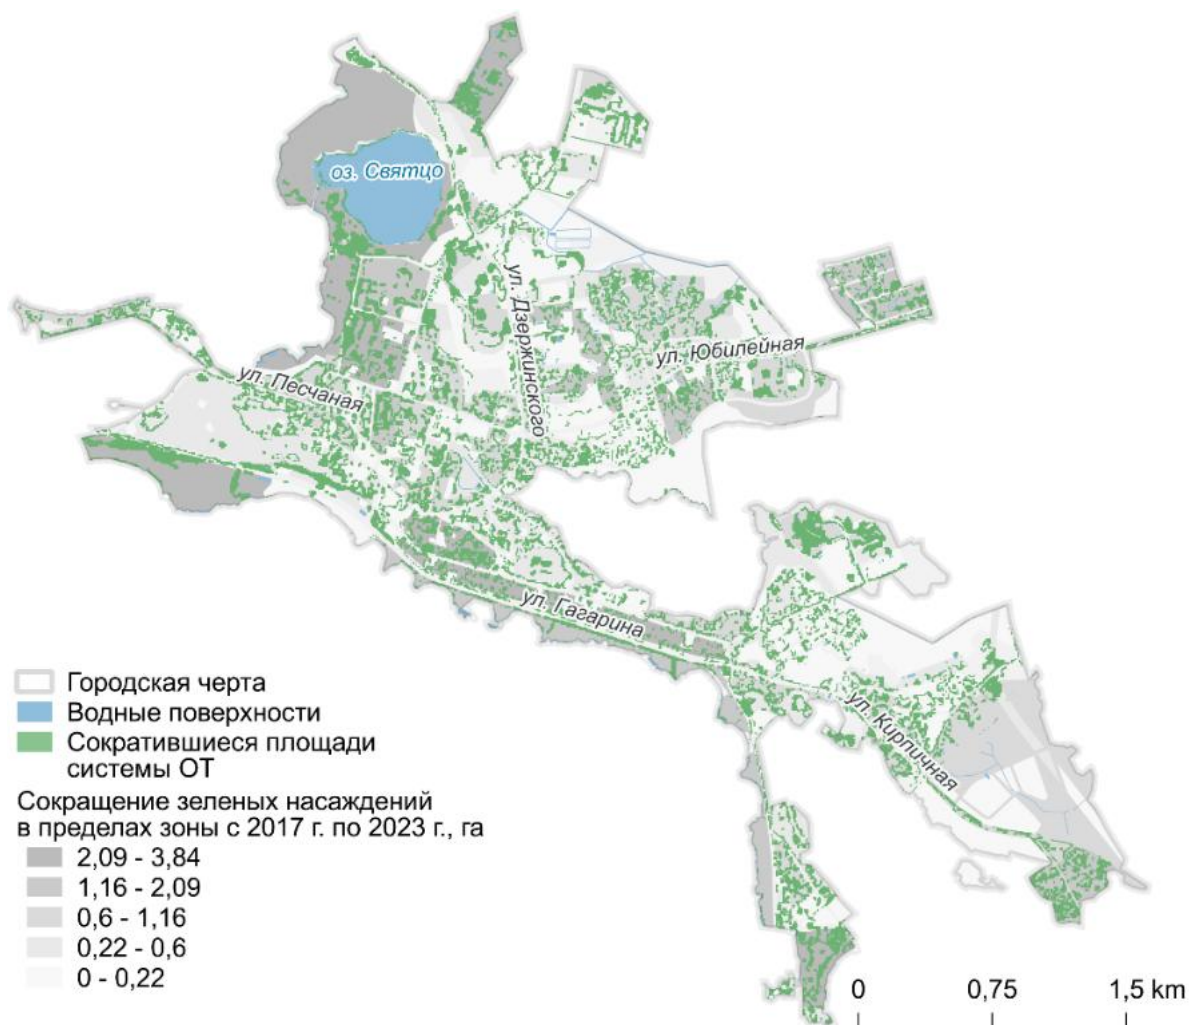 оз. Святцо
ул. Дзержинского
ул. Юбилейная
ул. Песчаная
ул. Гагарина
ул. Кирпичная
Городская черта
Водные поверхности
Сократившиеся площади
системы ОТ
Сокращение зеленых насаждений
в пределах зоны с 2017 г. по 2023 г., га
2,09 - 3,84
1,16 - 2,09
0,6 - 1,16
0,22 - 0,6
0 - 0,22
0 0,75 1,5 km